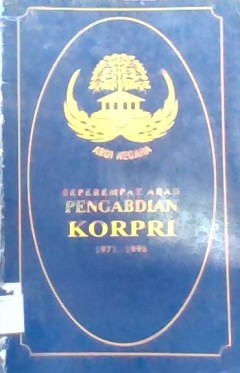 ABDI NEGARA
SEPEREMPAT ABAD
PENGABDIAN
KORPRI
1971 - 1996